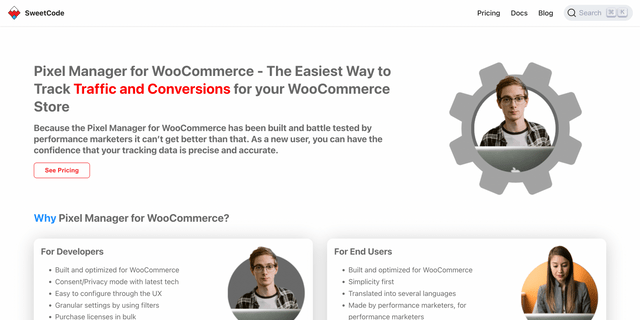 SweetCode
Pricing Docs Blog Search ⌘ K
Pixel Manager for WooCommerce - The Easiest Way to
Track Traffic and Conversions for your WooCommerce
Store
Because the Pixel Manager for WooCommerce has been built and battle tested by
performance marketers it can't get better than that. As a new user, you can have the
confidence that your tracking data is precise and accurate.
See Pricing
Why Pixel Manager for WooCommerce?
For Developers
• Built and optimized for WooCommerce
• Consent/Privacy mode with latest tech
• Easy to configure through the UX
• Granular settings by using filters
• Purchase licenses in bulk
For End Users
• Built and optimized for WooCommerce
• Simplicity first
• Translated into several languages
• Made by performance marketers, for
performance marketers